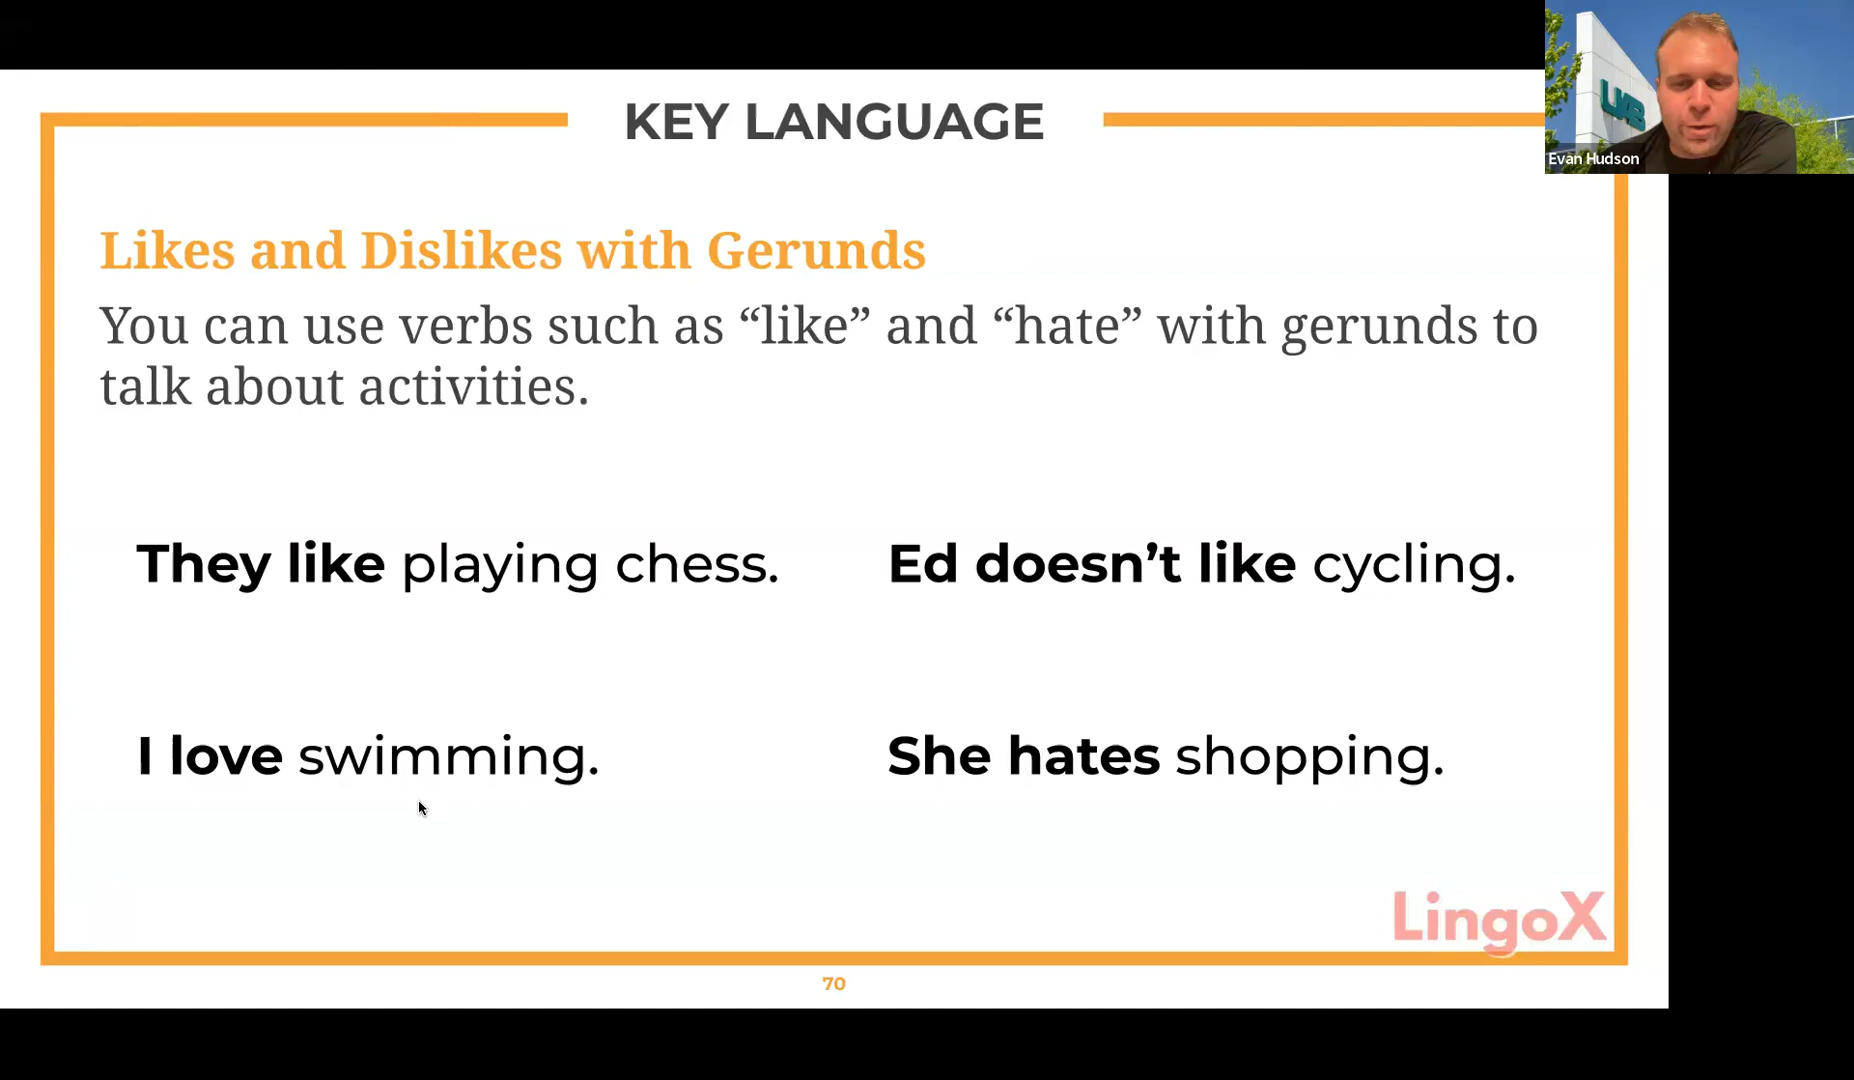 KEY LANGUAGE
UAB
Evan Hudson
Likes and Dislikes with Gerunds
You can use verbs such as “like” and “hate” with gerunds to
talk about activities.
They like playing chess.
Ed doesn’t like cycling.
I love swimming.
She hates shopping.
LingoX
70